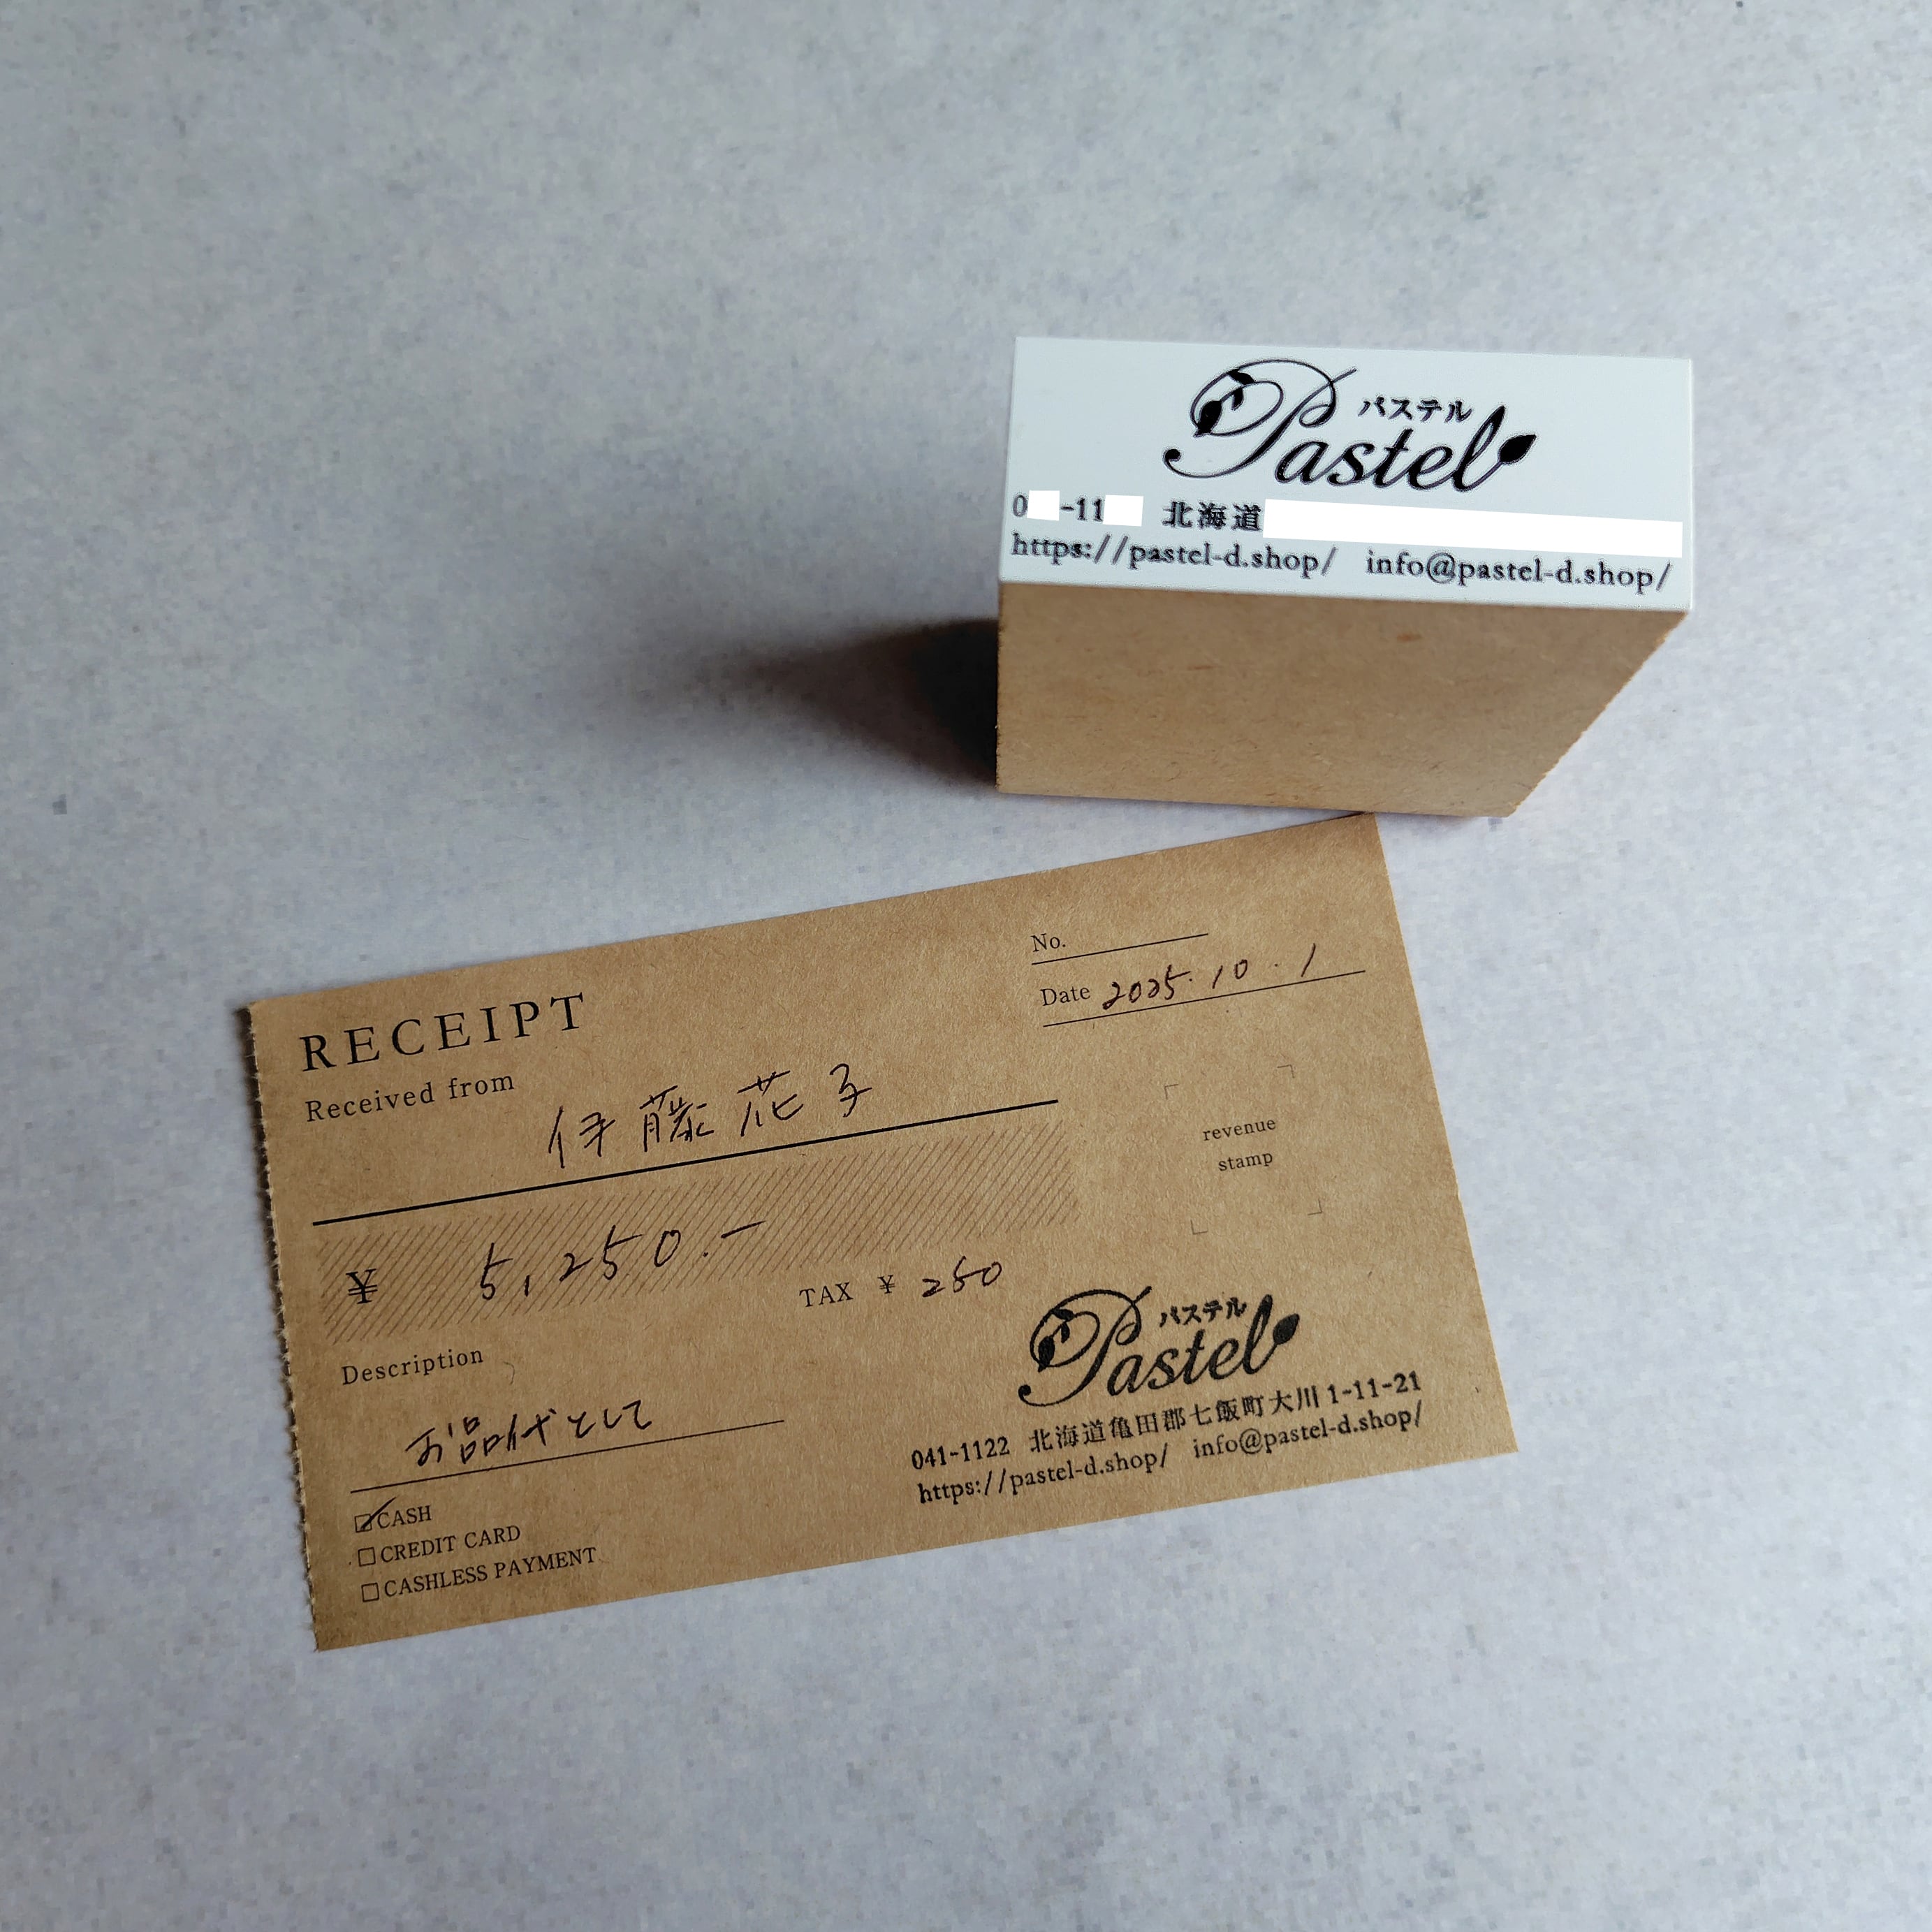 パステル
Pastel
0 -11 北海道
https://pastel-d.shop/ info@pastel-d.shop/
No.
Date 2025.10.1
RECEIPT
Received from
伊藤花子
revenue
stamp
¥ 5,250.-
TAX ¥ 250
Description
お品代として
CASH
CREDIT CARD
CASHLESS PAYMENT
パステル
Pastel
041-1122 北海道亀田郡七飯町大川1-11-21
https://pastel-d.shop/ info@pastel-d.shop/